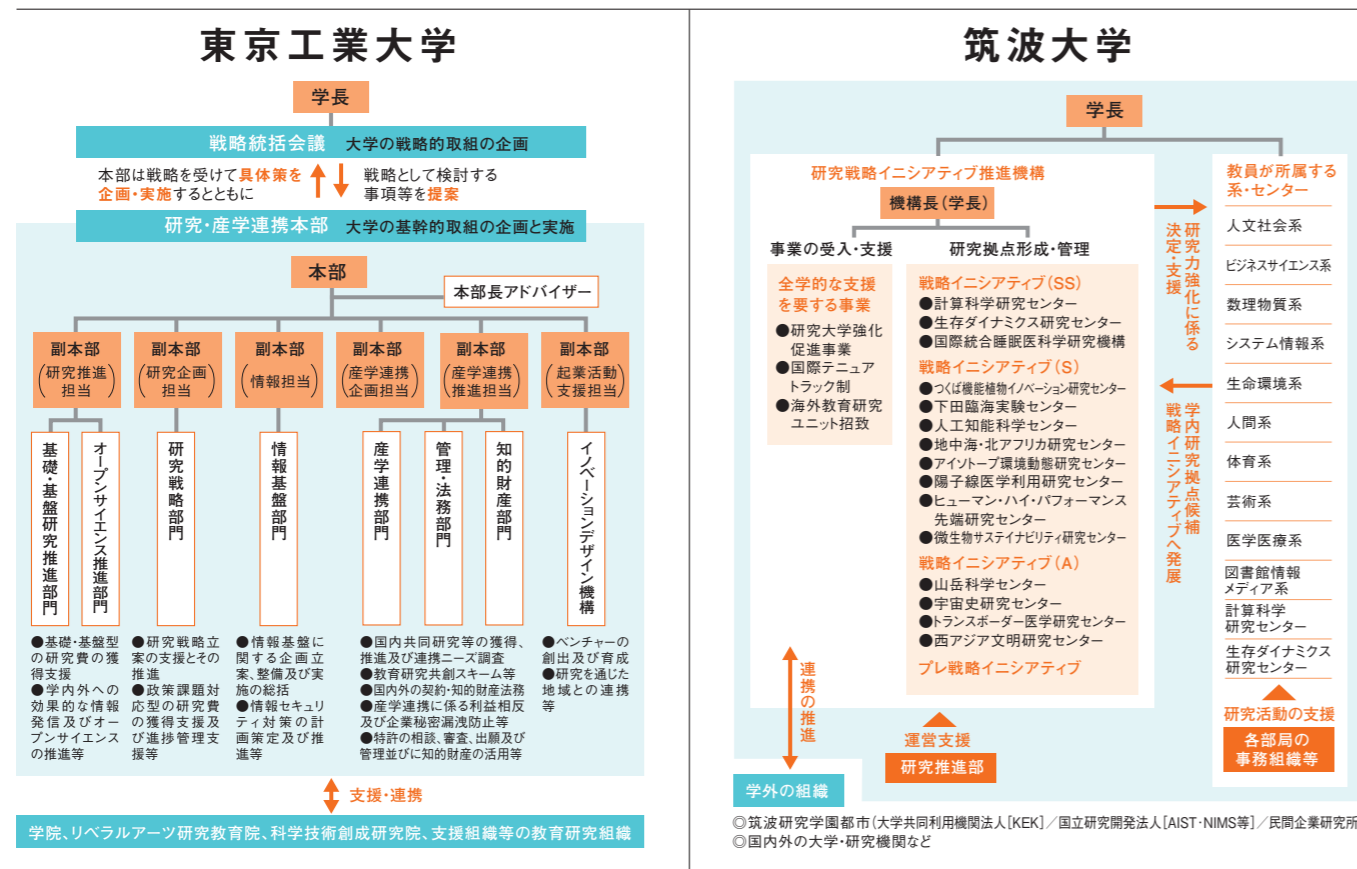 東京工業大学
学長
戦略統括会議 大学の戦略的取組の企画
本部は戦略を受けて具体策を
企画・実施するとともに
戦略として検討する
事項等を提案
研究・産学連携本部 大学の基幹的取組の企画と実施
本部
本部長アドバイザー
副本部
(研究推進
担当)
副本部
(研究企画
担当)
副本部
(情報担当)
副本部
(産学連携
企画担当)
副本部
(産学連携
推進担当)
副本部
(起業活動
支援担当)
基礎・基盤研究推進部門
オープンサイエンス推進部門
研究戦略部門
情報基盤部門
産学連携部門
管理・法務部門
知的財産部門
イノベーションデザイン機構
●基礎・基盤型
の研究費の獲
得支援
●学内外への
効果的な情報
発信及びオー
プンサイエンス
の推進等
●研究戦略立
案の支援とその
推進
●政策課題対
応型の研究費
の獲得支援及
び進捗管理支
援等
●情報基盤に
関する企画立
案、整備及び実
施の総括
●情報セキュリ
ティ対策の計
画策定及び推
進等
●国内共同研究等の獲得、
推進及び連携ニーズ調査
●教育研究共創スキーム等
●国内外の契約・知的財産法務
●産学連携に係る利益相反
及び企業秘密漏洩防止等
●特許の相談、審査、出願及び
管理並びに知的財産の活用等
●ベンチャーの
創出及び育成
●研究を通じた
地域との連携
等
支援・連携
学院、リベラルアーツ研究教育院、科学技術創成研究院、支援組織等の教育研究組織
筑波大学
学長
研究戦略イニシアティブ推進機構
機構長(学長)
事業の受入・支援
全学的な支援
を要する事業
●研究大学強化
促進事業
●国際テニュア
トラック制
●海外教育研究
ユニット招致
研究拠点形成・管理
戦略イニシアティブ(SS)
●計算科学研究センター
●生存ダイナミクス研究センター
●国際統合睡眠医科学研究機構
戦略イニシアティブ(S)
●つくば機能植物イノベーション研究センター
●下田臨海実験センター
●人工知能科学センター
●地中海・北アフリカ研究センター
●アイソトープ環境動態研究センター
●陽子線医学利用研究センター
●ヒューマン・ハイ・パフォーマンス
先端研究センター
●微生物サステイナビリティ研究センター
戦略イニシアティブ(A)
●山岳科学センター
●宇宙史研究センター
●トランスボーダー医学研究センター
●西アジア文明研究センター
プレ戦略イニシアティブ
研究力強化に係る
決定・支援
学内研究拠点候補
戦略イニシアティブへ発展
教員が所属する
系・センター
人文社会系
ビジネスサイエンス系
数理物質系
システム情報系
生命環境系
人間系
体育系
芸術系
医学医療系
図書館情報
メディア系
計算科学
研究センター
生存ダイナミクス
研究センター
研究活動の支援
各部局の
事務組織等
連携の推進
運営支援
研究推進部
学外の組織
◎筑波研究学園都市(大学共同利用機関法人[KEK]／国立研究開発法人[AIST・NIMS等]／民間企業研究所
◎国内外の大学・研究機関など